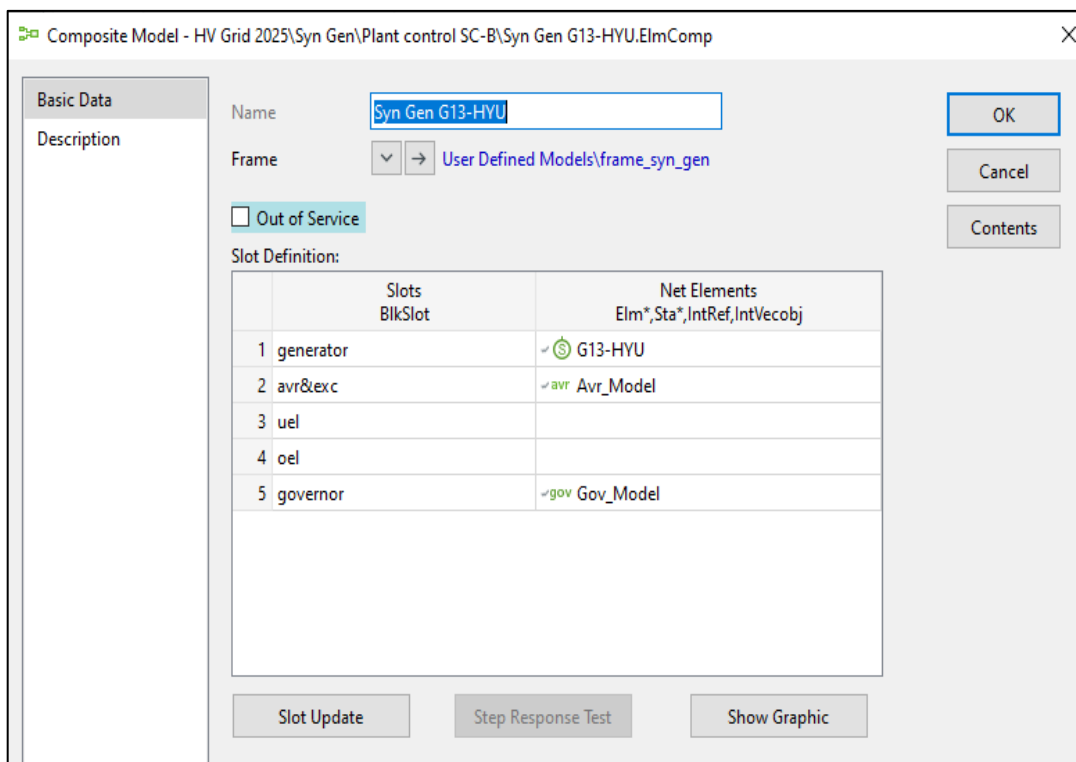 Composite Model - HV Grid 2025\Syn Gen\Plant control SC-B\Syn Gen G13-HYU.ElmComp
Basic Data
Description
Name
Syn Gen G13-HYU
Frame
User Defined Models\frame_syn_gen
Out of Service
Slot Definition:
Slots
BlkSlot
Net Elements
Elm*,Sta*,IntRef,IntVecobj
1 generator S G13-HYU
2 avr&exc avr Avr_Model
3 uel
4 oel
5 governor gov Gov_Model
Slot Update
Step Response Test
Show Graphic
OK
Cancel
Contents